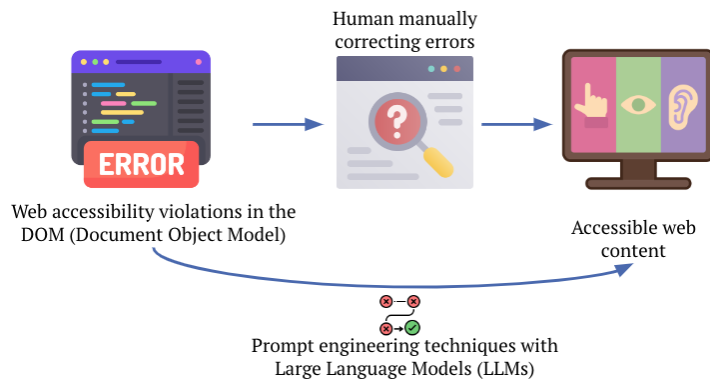 Human manually
correcting errors
ERROR
?
Web accessibility violations in the
DOM (Document Object Model)
Accessible web
content
Prompt engineering techniques with
Large Language Models (LLMs)